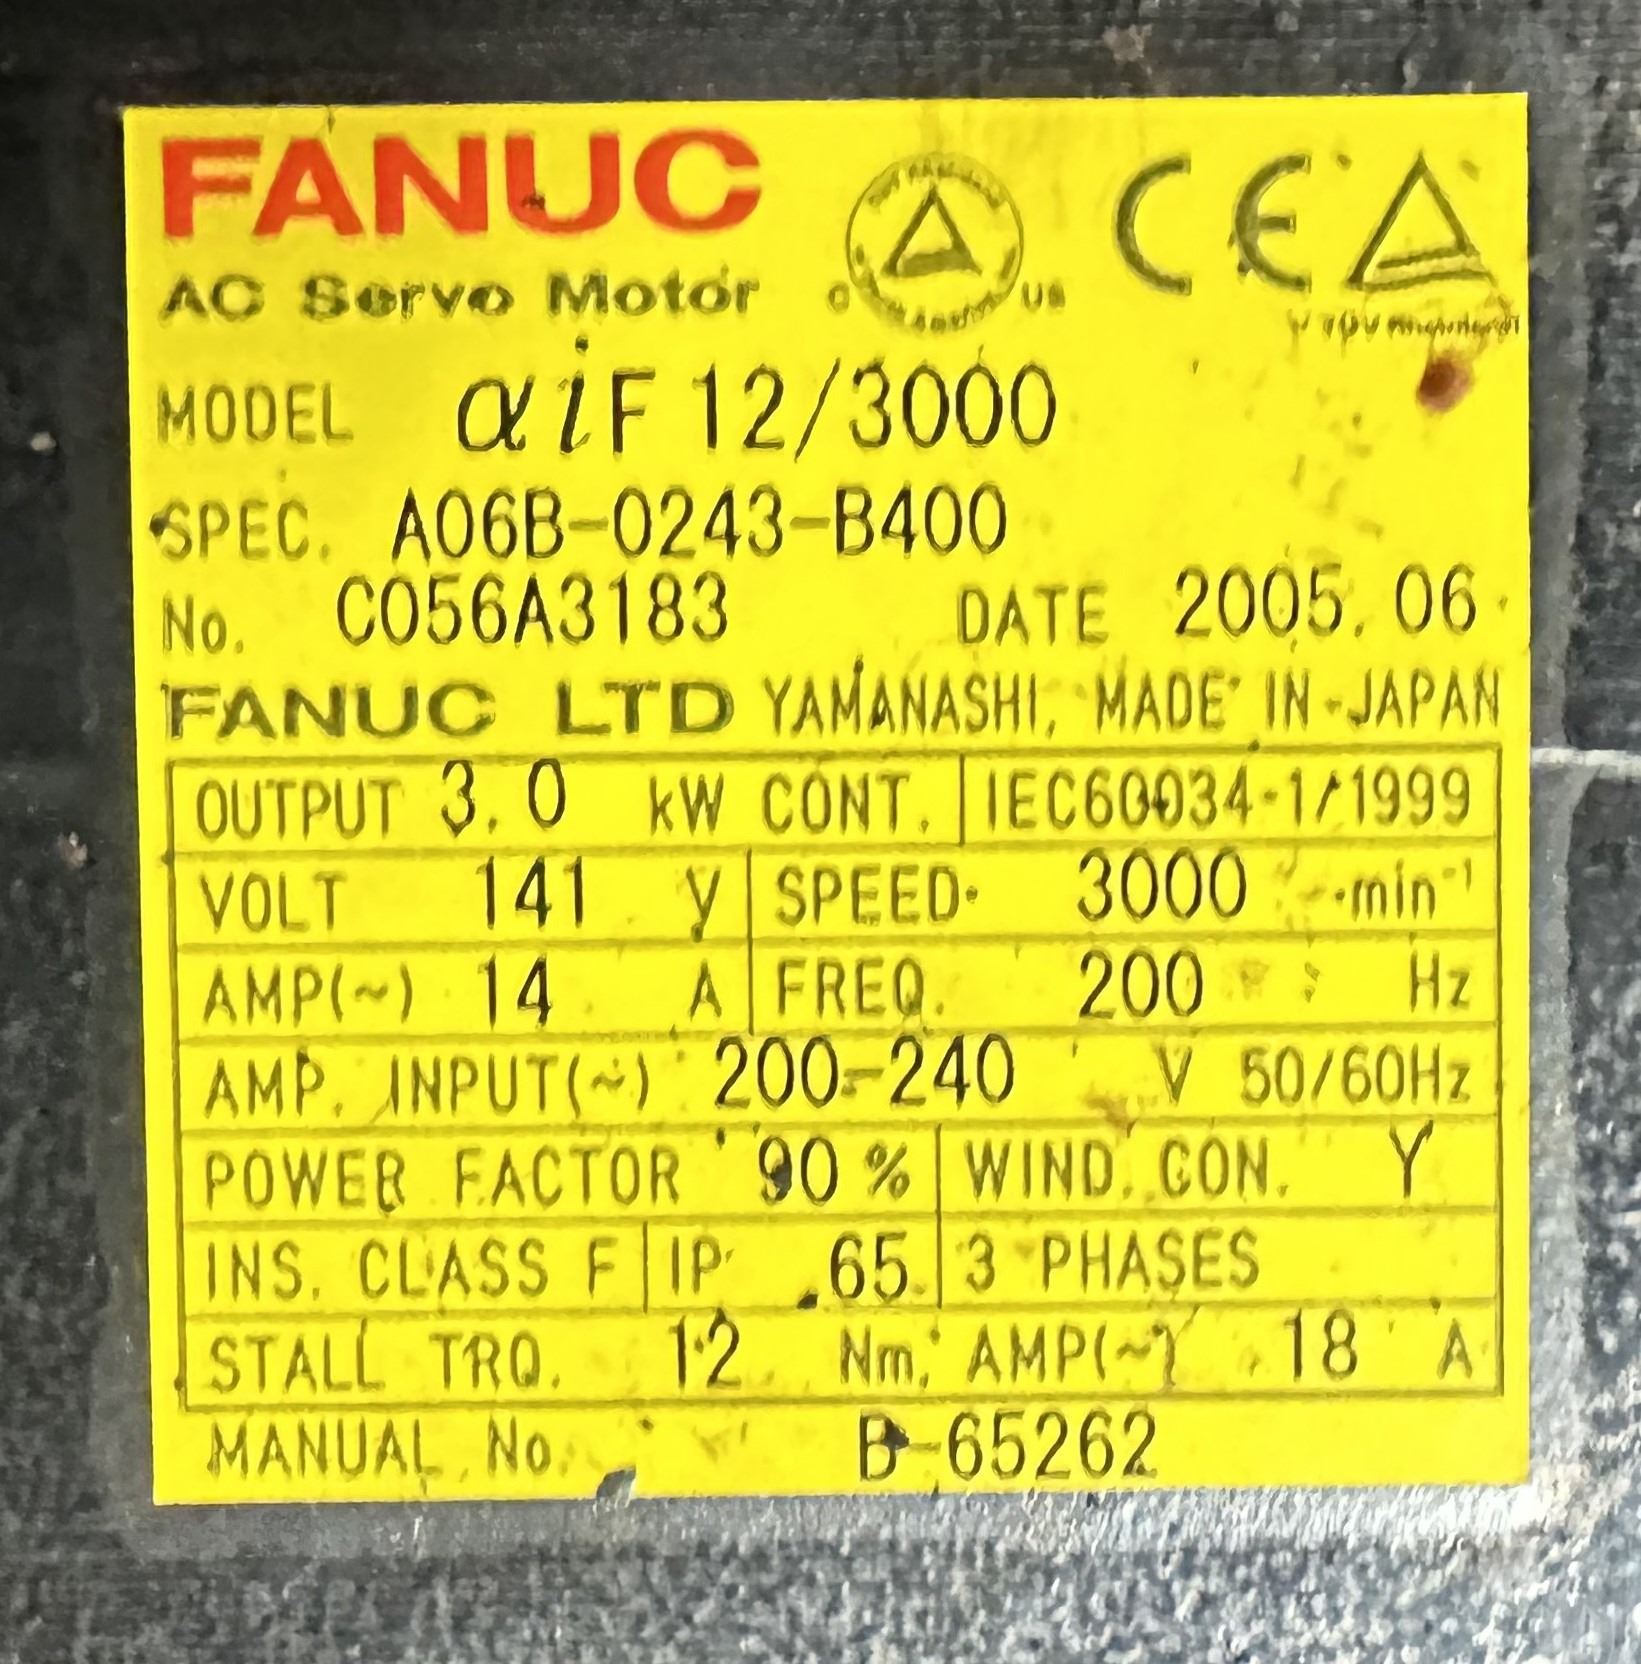 FANUC
AC Servo Motor
C US
CE
MODEL αiF 12/3000
SPEC. A06B-0243-B400
No. C056A3183 DATE 2005.06
FANUC LTD YAMANASHI, MADE IN JAPAN
OUTPUT 3.0 kW CONT. IEC60034-1/1999
VOLT 141 V SPEED 3000 min⁻¹
AMP(~) 14 A FREQ. 200 Hz
AMP. INPUT(~) 200-240 V 50/60Hz
POWER FACTOR 90 % WIND. CON. Y
INS. CLASS F IP 65 3 PHASES
STALL TRQ. 12 Nm, AMP(~) 18 A
MANUAL No. B-65262